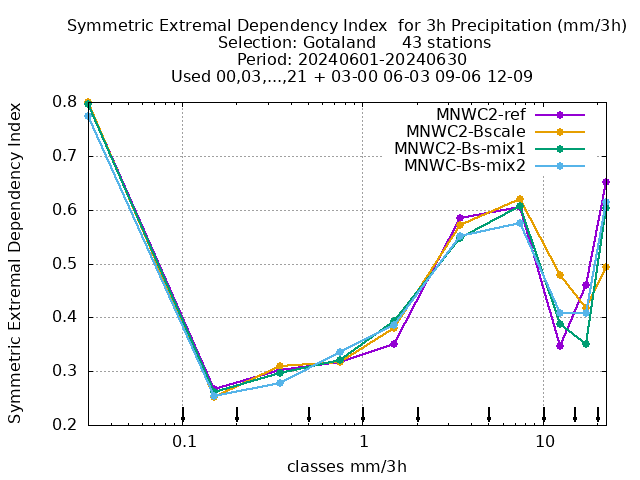 Symmetric Extremal Dependency Index  for 3h Precipitation (mm/3h)
Selection: Gotaland     43 stations
Period: 20240601-20240630
Used 00,03,...,21 + 03-00 06-03 09-06 12-09
MNWC2-ref
MNWC2-Bscale
MNWC2-Bs-mix1
MNWC-Bs-mix2
Symmetric Extremal Dependency Index
0.8
0.7
0.6
0.5
0.4
0.3
0.2
0.1 1 10
classes mm/3h